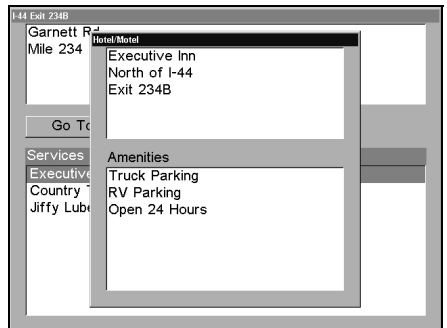 I-44 Exit 234B
Garnett Rd
Mile 234
Hotel/Motel
Executive Inn
North of I-44
Exit 234B
Go To
Services
Amenities
Executive
Truck Parking
Country
RV Parking
Jiffy Lube
Open 24 Hours